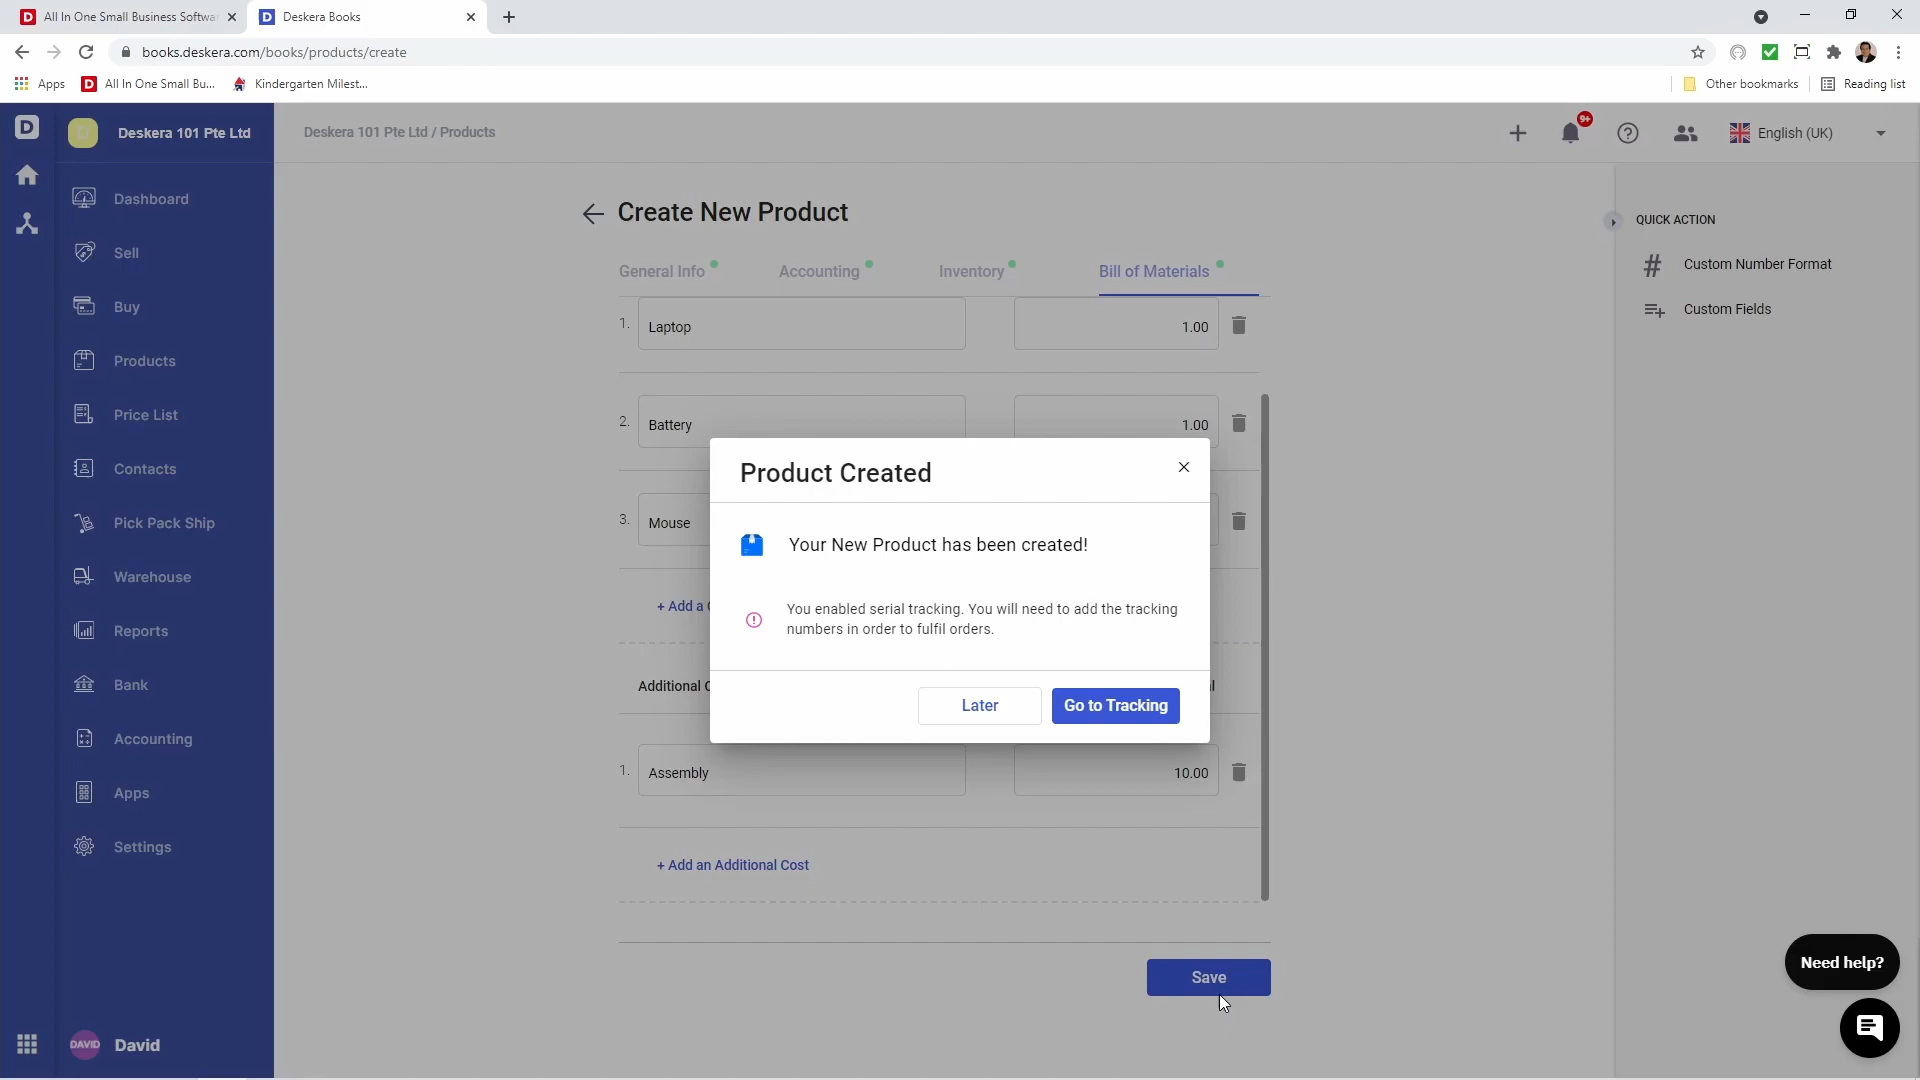 All In One Small Business Softwa
Deskera Books
books.deskera.com/books/products/create
Apps
All In One Small Bu...
Kindergarten Milest...
Other bookmarks
Reading list
Deskera 101 Pte Ltd
Deskera 101 Pte Ltd / Products
9+
English (UK)
Dashboard
Sell
Buy
Products
Price List
Contacts
Pick Pack Ship
Warehouse
Reports
Bank
Accounting
Apps
Settings
DAVID
David
Create New Product
General Info
Accounting
Inventory
Bill of Materials
1. Laptop 1.00
2. Battery 1.00
3. Mouse
+ Add a
Additional
1. Assembly 10.00
+ Add an Additional Cost
Save
Product Created
Your New Product has been created!
You enabled serial tracking. You will need to add the tracking
numbers in order to fulfil orders.
Later
Go to Tracking
QUICK ACTION
Custom Number Format
Custom Fields
Need help?